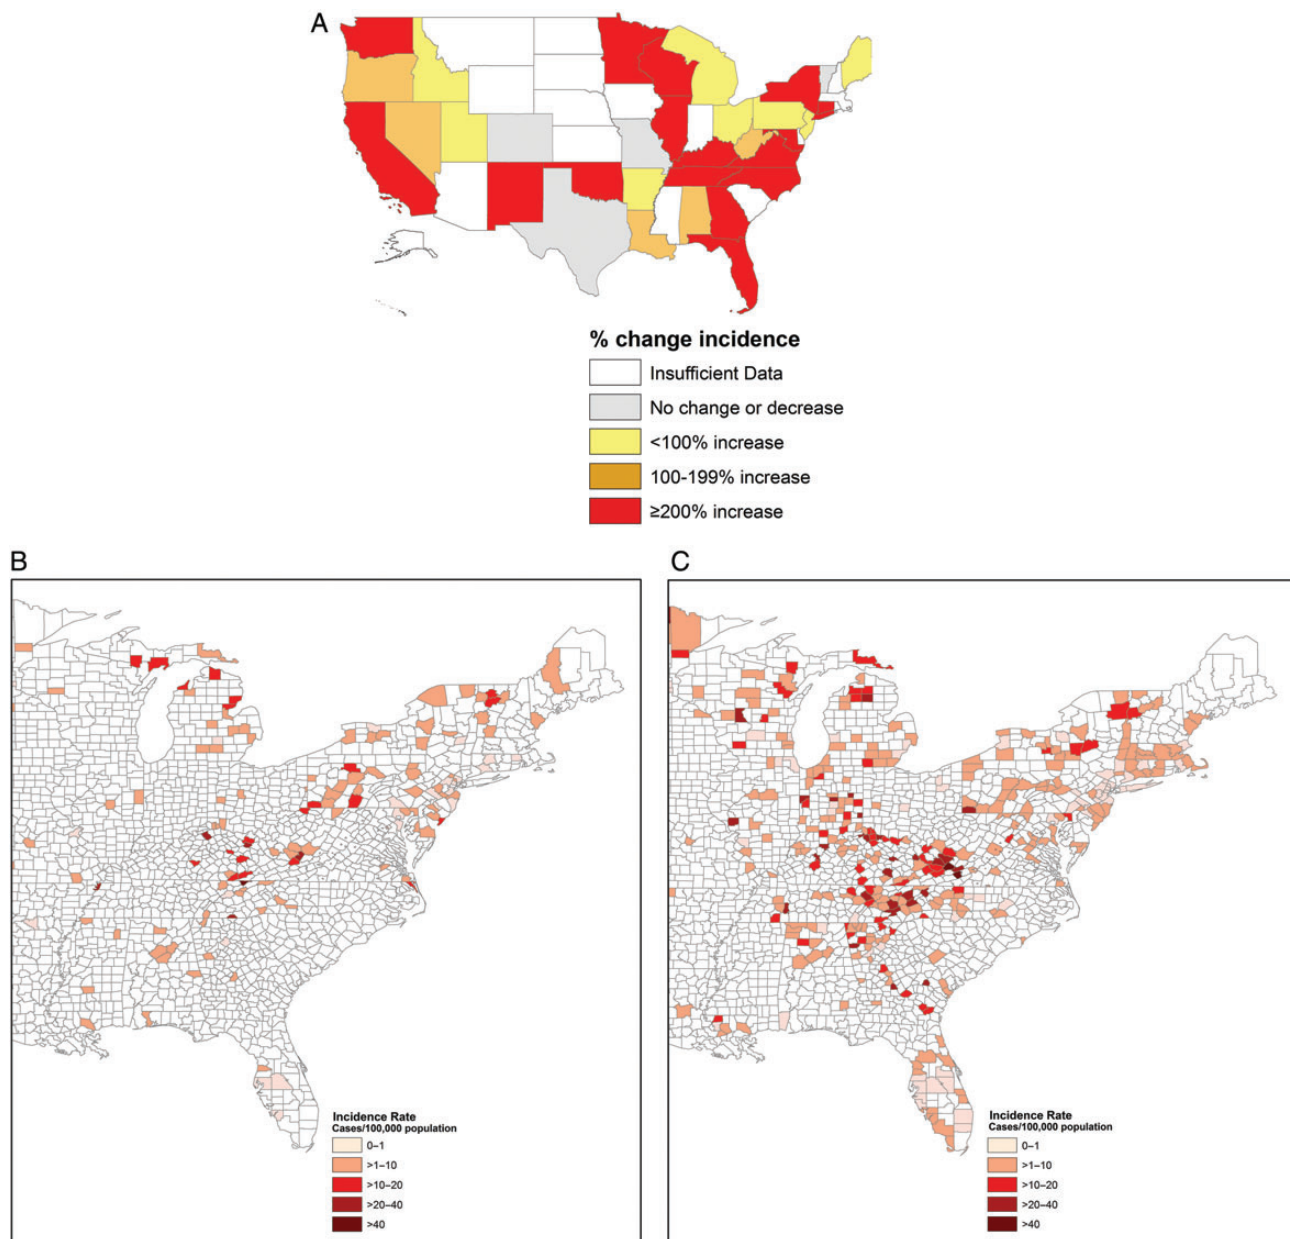 A
% change incidence
Insufficient Data
No change or decrease
<100% increase
100-199% increase
≥200% increase
B
Incidence Rate
Cases/100,000 population
0–1
>1–10
>10–20
>20–40
>40
C
Incidence Rate
Cases/100,000 population
0–1
>1–10
>10–20
>20–40
>40